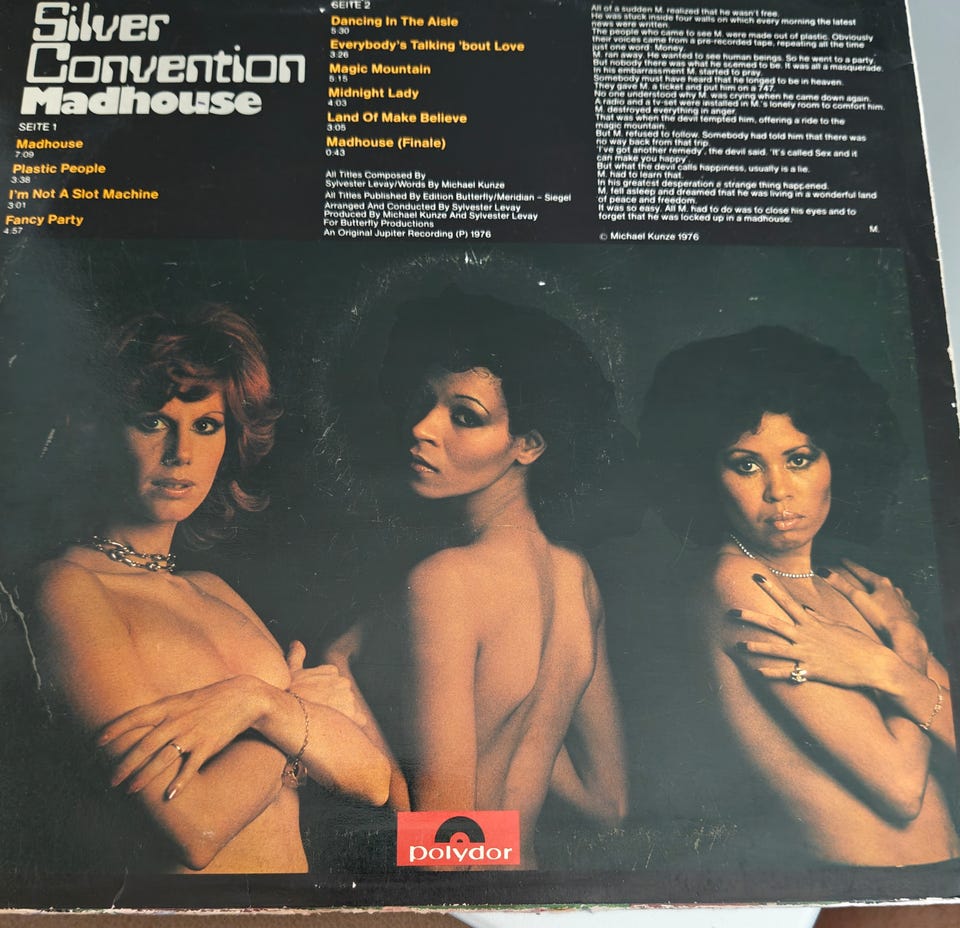 Silver
Convention
Madhouse
SEITE 1
Madhouse
7:09
Plastic People
3:38
I'm Not A Slot Machine
3:01
Fancy Party
4:57
SEITE 2
Dancing In The Aisle
5:30
Everybody's Talking 'bout Love
3:26
Magic Mountain
5:15
Midnight Lady
4:03
Land Of Make Believe
3:05
Madhouse (Finale)
0:43
All Titles Composed By
Sylvester Levay/Words By Michael Kunze
All Titles Published By Edition Butterfly/Meridian – Siegel
Arranged And Conducted By Sylvester Levay
Produced By Michael Kunze And Sylvester Levay
For Butterfly Productions
An Original Jupiter Recording (P) 1976
All of a sudden M. realized that he wasn't free.
He was stuck inside four walls on which every morning the latest
news were written.
The people who came to see M. were made out of plastic. Obviously
their voices came from a pre-recorded tape, repeating all the time
just one word: Money.
M. ran away. He wanted to see human beings. So he went to a party.
But nobody there was what he scemed to be. It was all a masquerade.
In his embarrassment M. started to pray.
Somebody must have heard that he longed to be in heaven.
They gave M. a ticket and put him on a 747.
No one understood why M. was crying when he came down again.
A radio and a tv-set were installed in M.'s lonely room to comfort him.
M. destroyed everything in anger.
That was when the devil tempted him, offering a ride to the
magic mountain.
But M. refused to follow. Somebody had told him that there was
no way back from that trip.
'I've got another remedy', the devil said. 'It's called Sex and it
can make you happy'.
But what the devil calls happiness, usually is a lie.
M. had to learn that.
In his greatest desperation a strange thing happened.
M. fell asleep and dreamed that he was living in a wonderful land
of peace and freedom.
It was so easy. All M. had to do was to close his eyes and to
forget that he was locked up in a madhouse.
M.
© Michael Kunze 1976
polydor